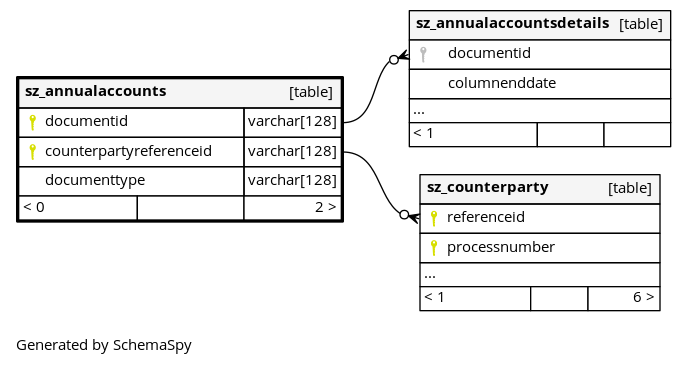 sz_annualaccountsdetails [table]
documentid
columnenddate
...
< 1
sz_annualaccounts [table]
documentid varchar[128]
counterpartyreferenceid varchar[128]
documenttype varchar[128]
< 0 2 >
sz_counterparty [table]
referenceid
processnumber
...
< 1 6 >
Generated by SchemaSpy